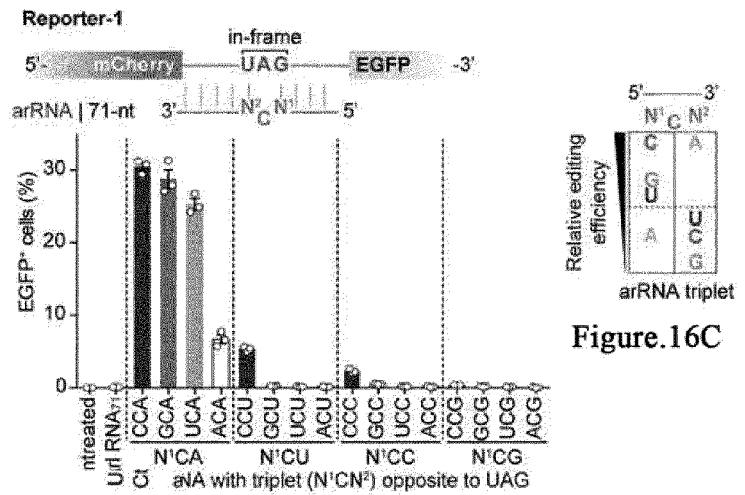 Reporter-1
in-frame
5'- mCherry UAG EGFP -3'
arRNA | 71-nt 3' N² C N¹ 5'
EGFP⁺ cells (%)
30
20
10
0
ntreated
Uirl RNA₇₁
Ct
CCA GCA UCA ACA CCU GCU UCU ACU CCC GCC UCC ACC CCG GCG UCG ACG
N¹CA N¹CU N¹CC N¹CG
aNA with triplet (N¹CN²) opposite to UAG
5' 3'
N¹ C N²
C A
G
U
U
A C
G
Relative editing efficiency
arRNA triplet
Figure.16C